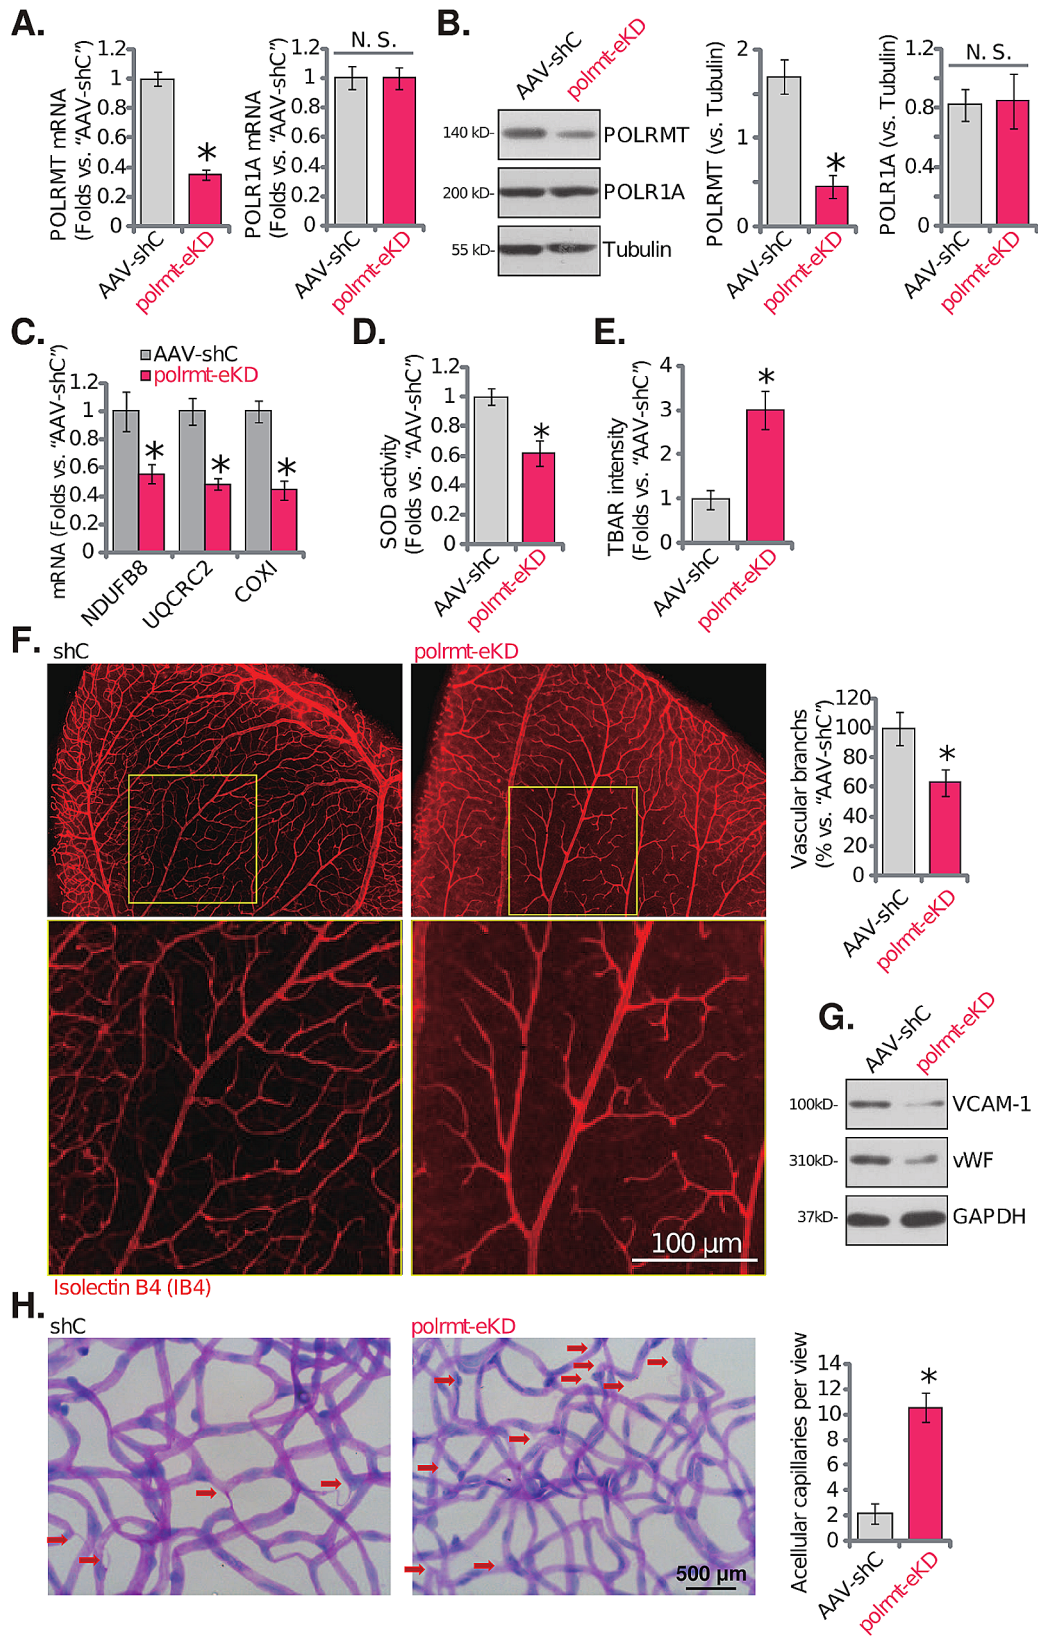 A.
POLRMT mRNA
(Folds vs. “AAV-shC”)
1.2
1
0.8
0.6
0.4
0.2
0
*
AAV-shC
polrmt-eKD
POLR1A mRNA
(Folds vs. “AAV-shC”)
1.2
1
0.8
0.6
0.4
0.2
0
N. S.
AAV-shC
polrmt-eKD
B.
AAV-shC
polrmt-eKD
140 kD-
POLRMT
200 kD-
POLR1A
55 kD-
Tubulin
POLRMT (vs. Tubulin)
2
1
0
*
AAV-shC
polrmt-eKD
POLR1A (vs. Tubulin)
1.2
0.8
0.4
0
N. S.
AAV-shC
polrmt-eKD
C.
AAV-shC
polrmt-eKD
mRNA (Folds vs. “AAV-shC”)
1.2
1
0.8
0.6
0.4
0.2
0
*
*
*
NDUFB8
UQCRC2
COXI
D.
SOD activity
(Folds vs. “AAV-shC”)
1.2
1
0.8
0.6
0.4
0.2
0
*
AAV-shC
polrmt-eKD
E.
TBAR intensity
(Folds vs. “AAV-shC”)
4
3
2
1
0
*
AAV-shC
polrmt-eKD
F.
shC
polrmt-eKD
100 µm
Isolectin B4 (IB4)
Vascular branchs
(% vs. “AAV-shC”)
120
100
80
60
40
20
0
*
AAV-shC
polrmt-eKD
G.
AAV-shC
polrmt-eKD
100kD-
VCAM-1
310kD-
vWF
37kD-
GAPDH
H.
shC
polrmt-eKD
500 µm
Acellular capillaries per view
14
12
10
8
6
4
2
0
*
AAV-shC
polrmt-eKD